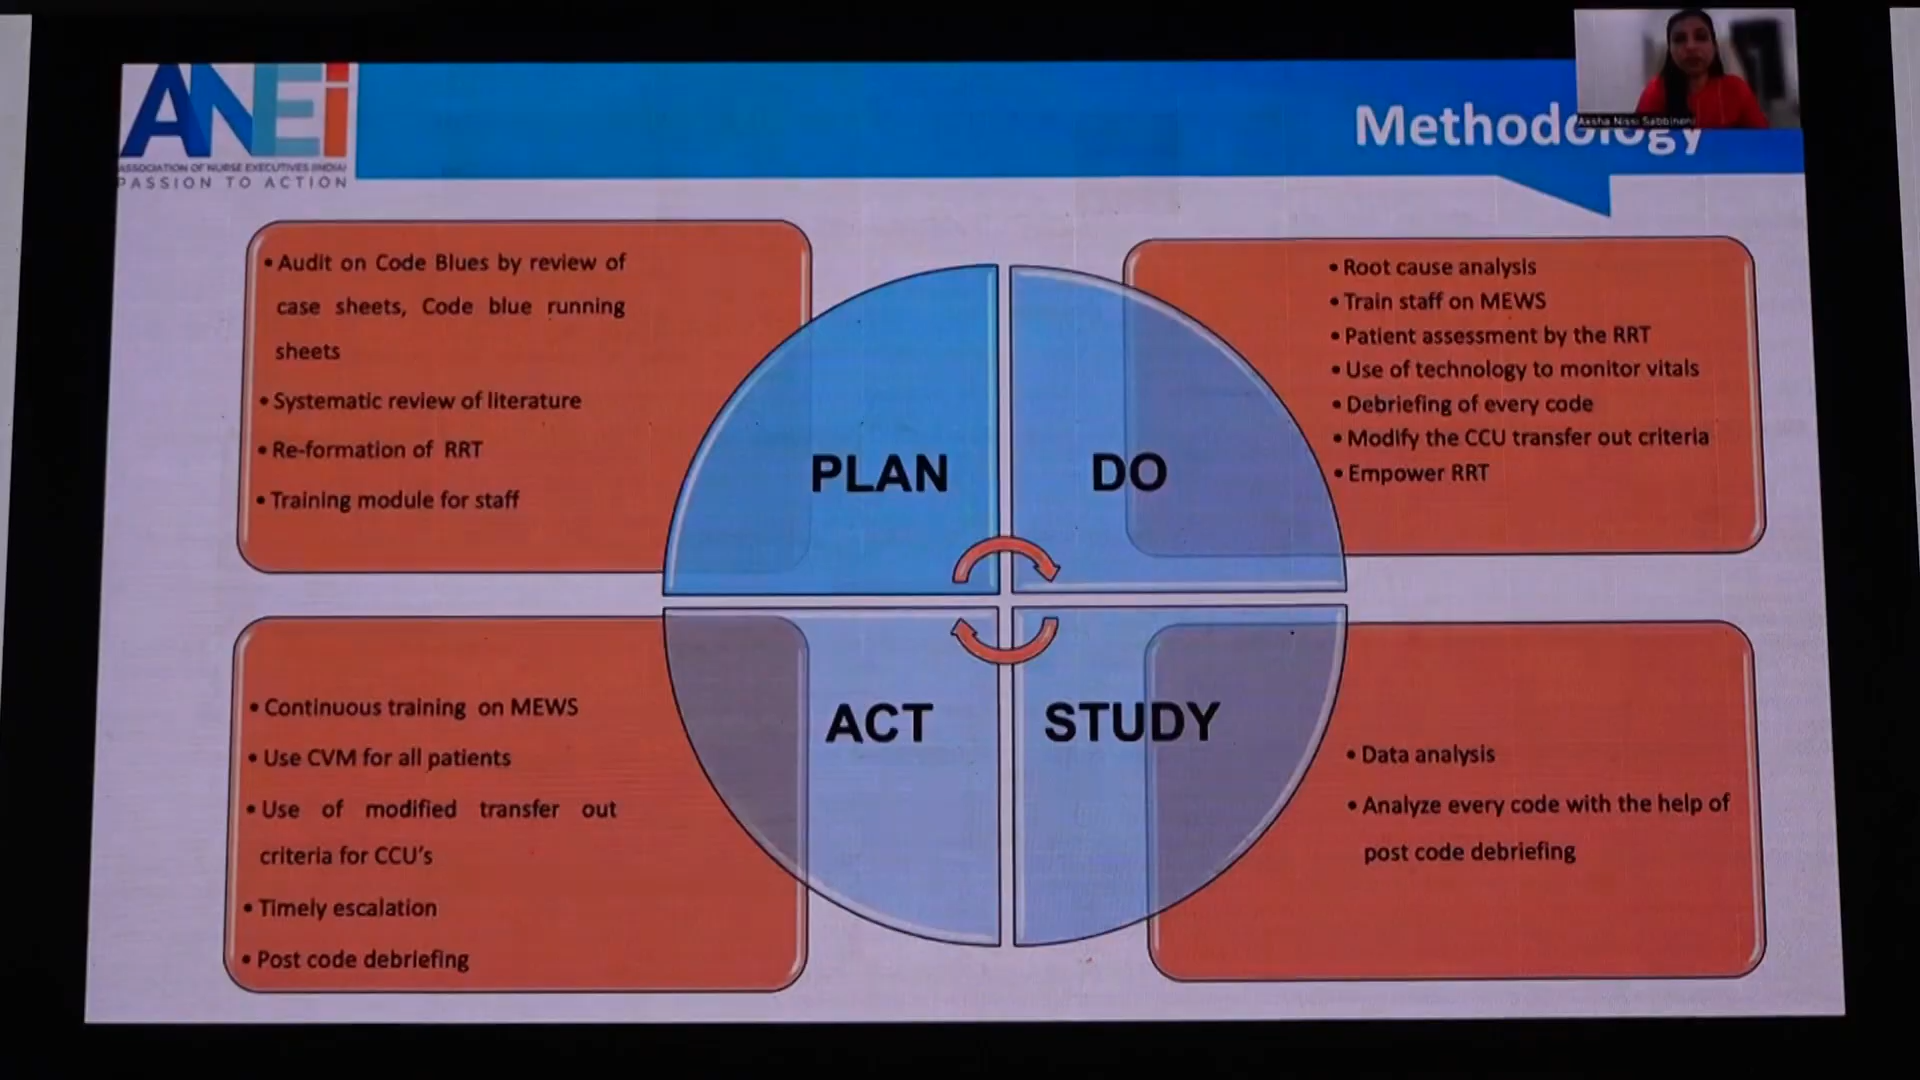 ANEI
ASSOCIATION OF NURSE EXECUTIVES (INDIA)
PASSION TO ACTION
Methodology
Aasha Nissi Sabbineni
• Audit on Code Blues by review of
case sheets, Code blue running
sheets
• Systematic review of literature
• Re-formation of RRT
• Training module for staff
• Root cause analysis
• Train staff on MEWS
• Patient assessment by the RRT
• Use of technology to monitor vitals
• Debriefing of every code
• Modify the CCU transfer out criteria
• Empower RRT
PLAN
DO
ACT
STUDY
• Continuous training on MEWS
• Use CVM for all patients
• Use of modified transfer out
criteria for CCU's
• Timely escalation
• Post code debriefing
• Data analysis
• Analyze every code with the help of
post code debriefing